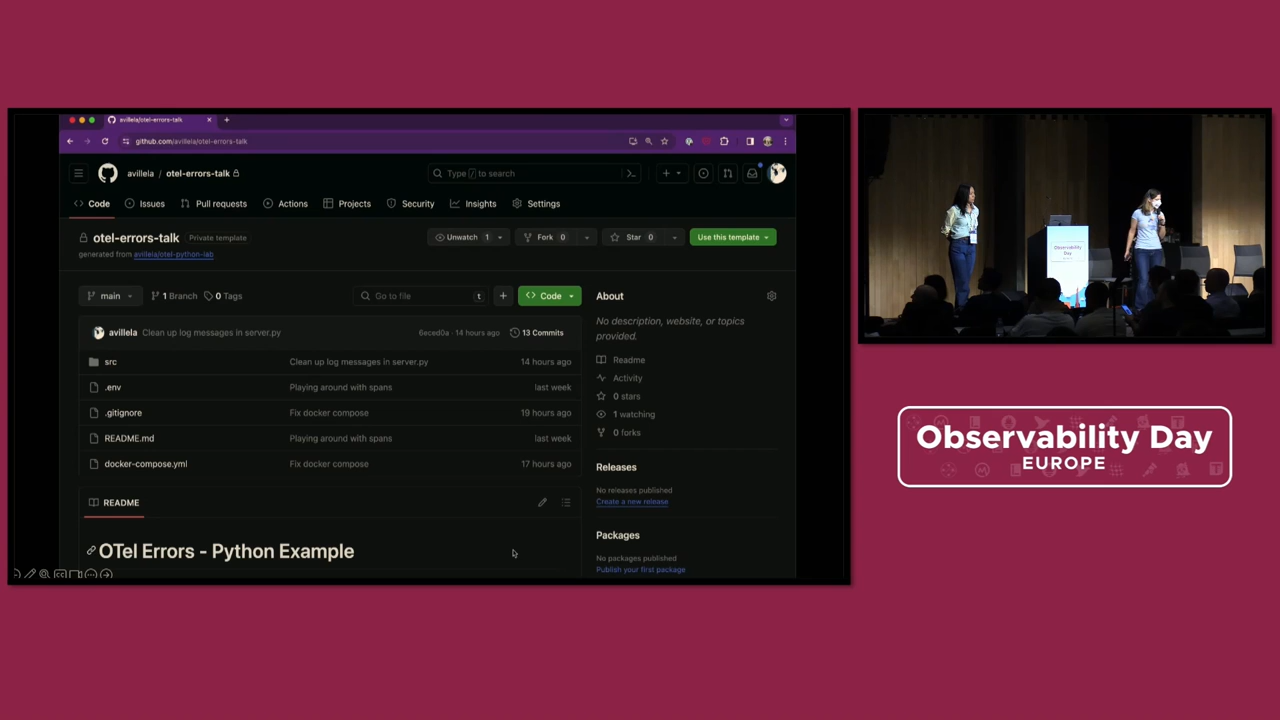 avillela/otel-errors-talk
github.com/avillela/otel-errors-talk
avillela / otel-errors-talk
Type / to search
Code Issues Pull requests Actions Projects Security Insights Settings
otel-errors-talk Private template
generated from avillela/otel-python-lab
Unwatch 1
Fork 0
Star 0
Use this template
main
1 Branch
0 Tags
Go to file
t
Code
avillela Clean up log messages in server.py 6eced0a · 14 hours ago 13 Commits
src Clean up log messages in server.py 14 hours ago
.env Playing around with spans last week
.gitignore Fix docker compose 19 hours ago
README.md Playing around with spans last week
docker-compose.yml Fix docker compose 17 hours ago
README
OTel Errors - Python Example
About
No description, website, or topics
provided.
Readme
Activity
0 stars
1 watching
0 forks
Releases
No releases published
Create a new release
Packages
No packages published
Publish your first package
Observability
Day
Observability Day
EUROPE